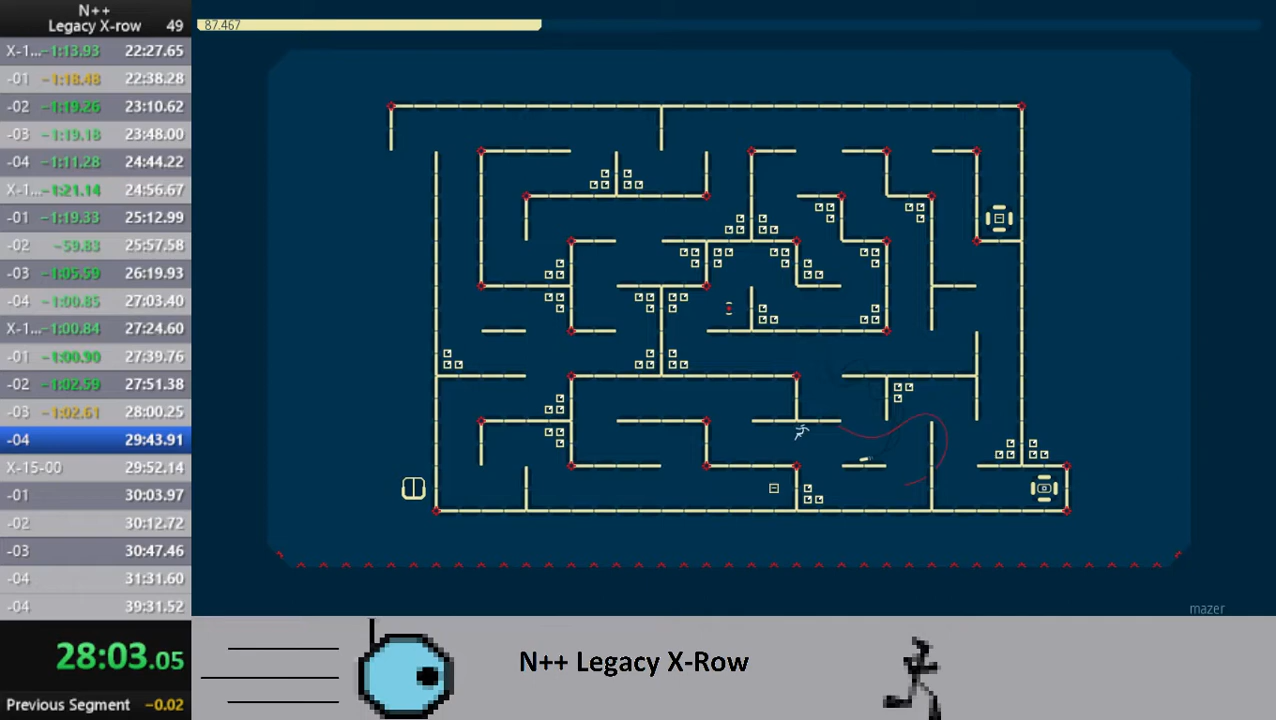 N++
Legacy X-row 49
X-1... −1:13.93 22:27.65
-01 −1:18.48 22:38.28
-02 −1:19.26 23:10.62
-03 −1:19.18 23:48.00
-04 −1:11.28 24:44.22
X-1... −1:21.14 24:56.67
-01 −1:19.33 25:12.99
-02 −59.83 25:57.58
-03 −1:05.59 26:19.93
-04 −1:00.85 27:03.40
X-1... −1:00.84 27:24.60
-01 −1:00.90 27:39.76
-02 −1:02.59 27:51.38
-03 −1:02.61 28:00.25
-04 29:43.91
X-15-00 29:52.14
-01 30:03.97
-02 30:12.72
-03 30:47.46
-04 31:31.60
-04 39:31.52
28:03.05
Previous Segment −0.02
87.467
mazer
N++ Legacy X-Row